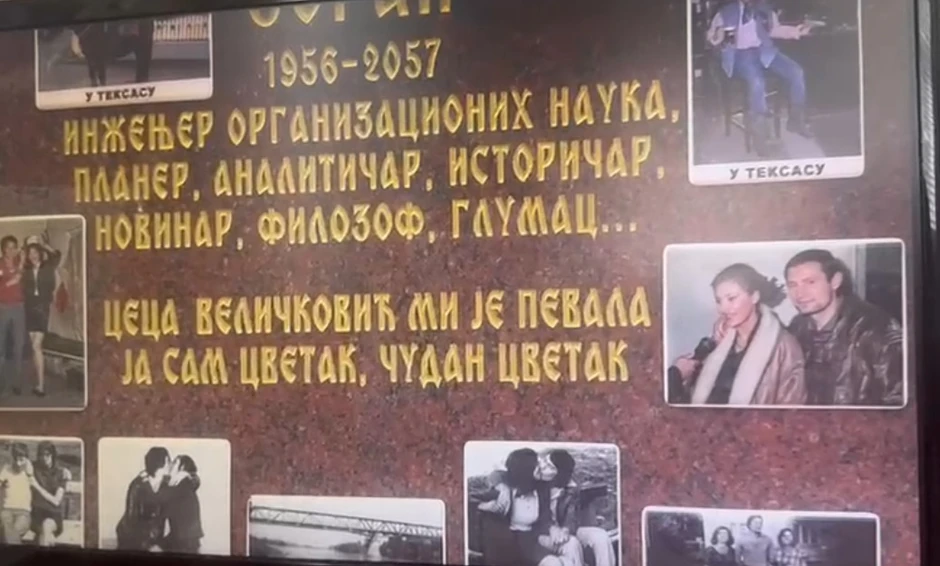 У ТЕКСАСУ
1956-2057
ИНЖЕЊЕР ОРГАНИЗАЦИОНИХ НАУКА,
ПЛАНЕР, АНАЛИТИЧАР, ИСТОРИЧАР,
НОВИНАР, ФИЛОЗОФ, ГЛУМАЦ...
У ТЕКСАСУ
ЦЕЦА ВЕЛИЧКОВИЋ МИ ЈЕ ПЕВАЛА
ЈА САМ ЦВЕТАК, ЧУДАН ЦВЕТАК